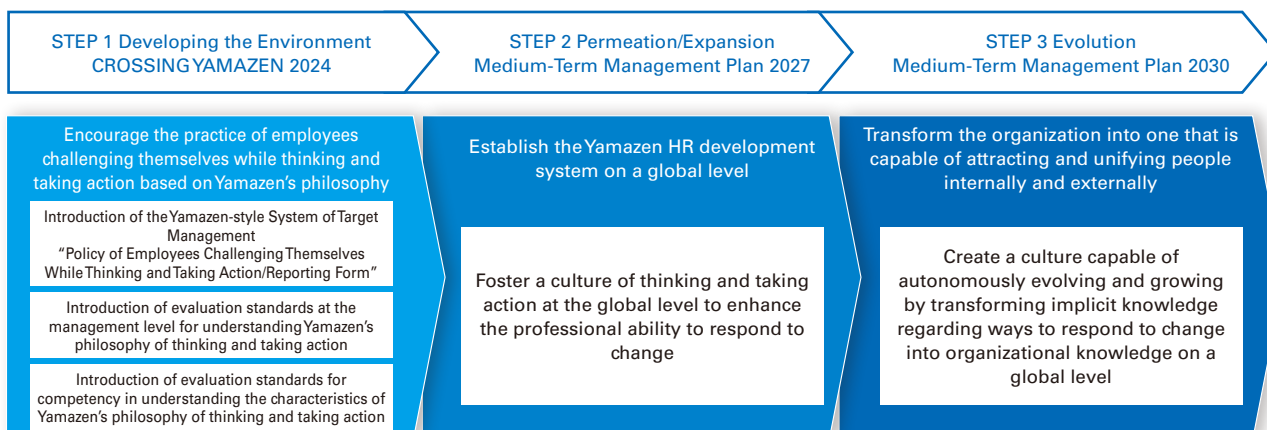 STEP 1 Developing the Environment
CROSSING YAMAZEN 2024
STEP 2 Permeation/Expansion
Medium-Term Management Plan 2027
STEP 3 Evolution
Medium-Term Management Plan 2030
Encourage the practice of employees
challenging themselves while thinking and
taking action based on Yamazen's philosophy
Introduction of the Yamazen-style System of Target
Management
“Policy of Employees Challenging Themselves
While Thinking and Taking Action/Reporting Form”
Introduction of evaluation standards at the
management level for understanding Yamazen's
philosophy of thinking and taking action
Introduction of evaluation standards for
competency in understanding the characteristics of
Yamazen's philosophy of thinking and taking action
Establish the Yamazen HR development
system on a global level
Foster a culture of thinking and taking
action at the global level to enhance
the professional ability to respond to
change
Transform the organization into one that is
capable of attracting and unifying people
internally and externally
Create a culture capable of
autonomously evolving and growing
by transforming implicit knowledge
regarding ways to respond to change
into organizational knowledge on a
global level